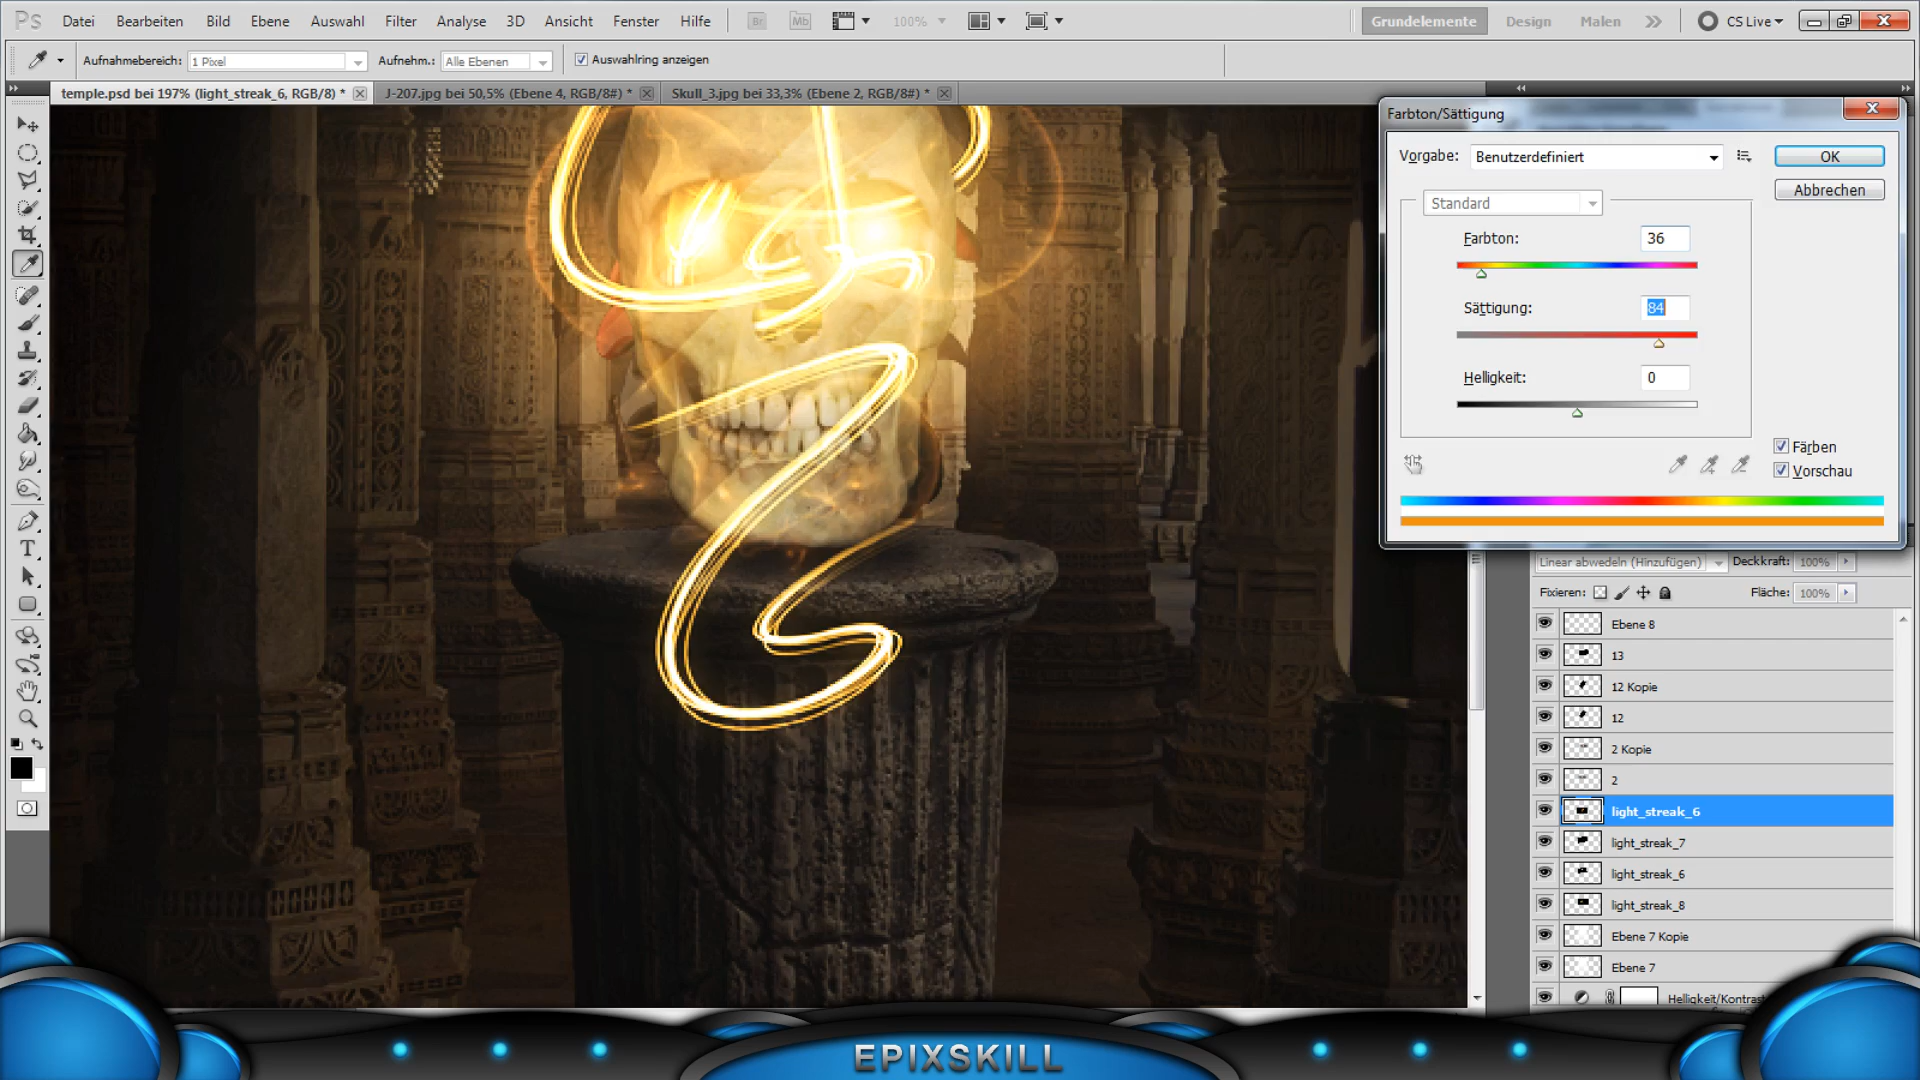 Ps Datei Bearbeiten Bild Ebene Auswahl Filter Analyse 3D Ansicht Fenster Hilfe Br Mb 100% Grundelemente Design Malen CS Live
Aufnahmebereich: 1 Pixel Aufnehm.: Alle Ebenen Auswahlring anzeigen
temple.psd bei 197% (light_streak_6, RGB/8) * J-207.jpg bei 50,5% (Ebene 4, RGB/8#) * Skull_3.jpg bei 33,3% (Ebene 2, RGB/8#) *
Farbton/Sättigung
Vorgabe: Benutzerdefiniert OK
Abbrechen
Standard
Farbton: 36
Sättigung: 84
Helligkeit: 0
Färben
Vorschau
Linear abwedeln (Hinzufügen) Deckkraft: 100%
Fixieren: Fläche: 100%
Ebene 8
13
12 Kopie
12
2 Kopie
2
light_streak_6
light_streak_7
light_streak_6
light_streak_8
Ebene 7 Kopie
Ebene 7
Helligkeit/Kontrast
EPIXSKILL